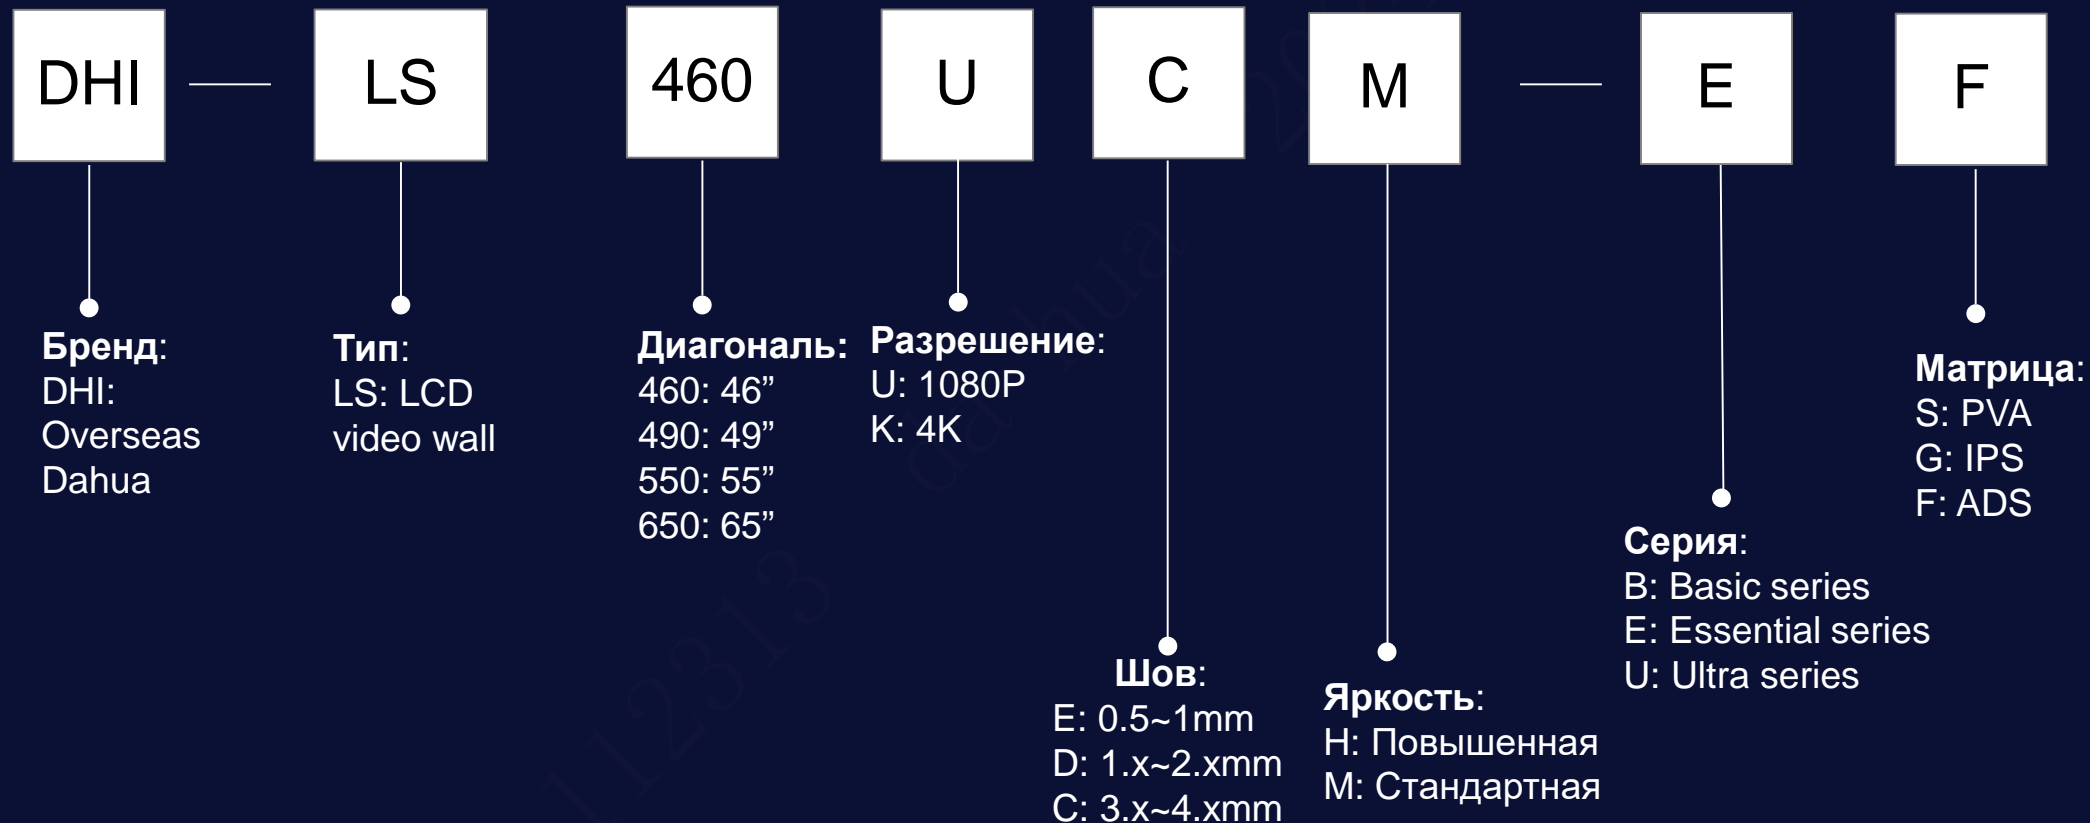 DHI LS 460 U C M E F
Бренд:
DHI:
Overseas
Dahua
Тип:
LS: LCD
video wall
Диагональ:
460: 46”
490: 49”
550: 55”
650: 65”
Разрешение:
U: 1080P
K: 4K
Шов:
E: 0.5~1mm
D: 1.x~2.xmm
C: 3.x~4.xmm
Яркость:
H: Повышенная
M: Стандартная
Серия:
B: Basic series
E: Essential series
U: Ultra series
Матрица:
S: PVA
G: IPS
F: ADS